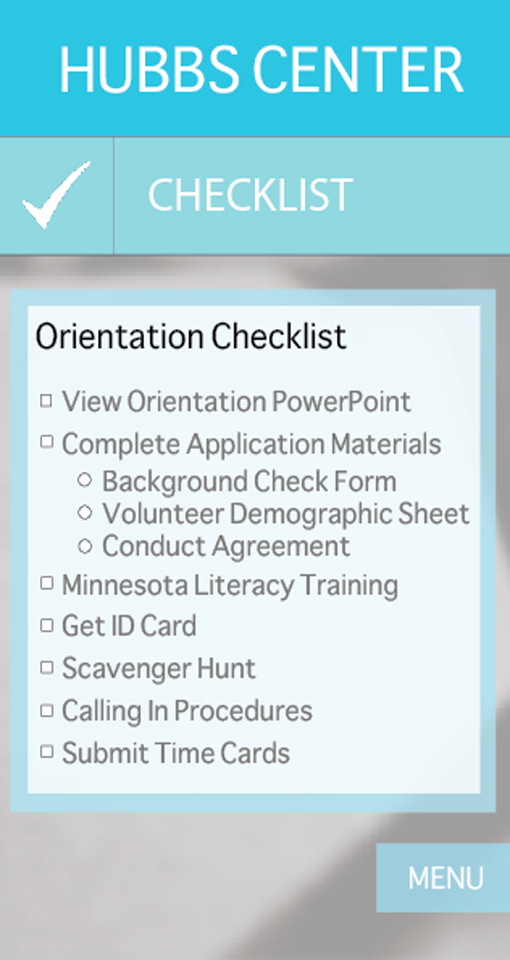 HUBBS CENTER
CHECKLIST
Orientation Checklist
View Orientation PowerPoint
Complete Application Materials
Background Check Form
Volunteer Demographic Sheet
Conduct Agreement
Minnesota Literacy Training
Get ID Card
Scavenger Hunt
Calling In Procedures
Submit Time Cards
MENU